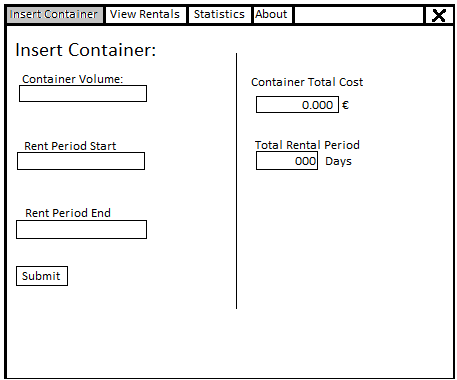 Insert Container View Rentals Statistics About X
Insert Container:
Container Volume:
Rent Period Start
Rent Period End
Submit
Container Total Cost
0.000 €
Total Rental Period
000 Days